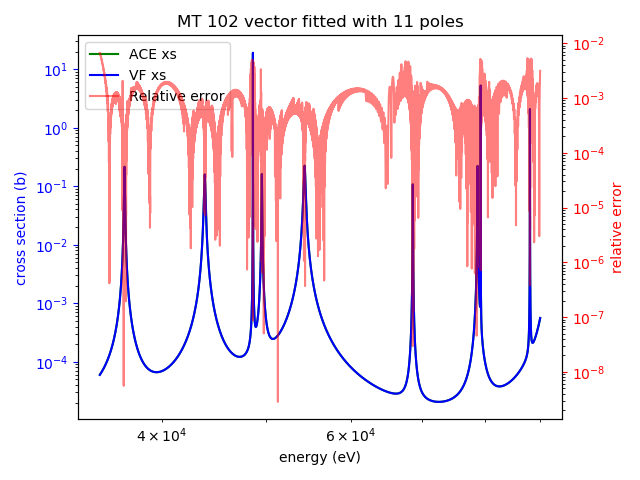 MT 102 vector fitted with 11 poles
ACE xs
VF xs
Relative error
cross section (b)
10¹
10⁰
10⁻¹
10⁻²
10⁻³
10⁻⁴
10⁻²
10⁻³
10⁻⁴
10⁻⁵
10⁻⁶
10⁻⁷
10⁻⁸
relative error
4 × 10⁴
6 × 10⁴
energy (eV)